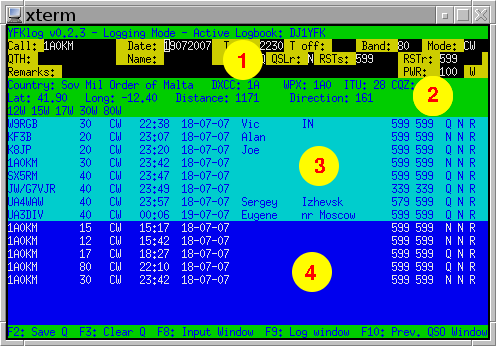 xterm
YFKlog v0.2.3 - Logging Mode - Active Logbook: DJ1YFK
Call: 1A0KM Date: 19072007 T 2230 T off: Band: 80 Mode: CW
QTH: Name: QSLr: N RSTs: 599 RSTr: 599
Remarks: PWR: 100 W
Country: Sov Mil Order of Malta DXCC: 1A WPX: 1A0 ITU: 28 CQZ:
Lat: 41.90 Long: -12.40 Distance: 1171 Direction: 161
12W 15W 17W 30W 80W
W9RGB 30 CW 22:38 18-07-07 Vic IN 599 599 Q N R
KF3B 20 CW 23:07 18-07-07 Alan 599 599 N N R
K8JP 20 CW 23:20 18-07-07 Joe 599 599 N N R
1A0KM 30 CW 23:42 18-07-07 599 599 N N R
SX5RM 40 CW 23:47 18-07-07 599 599 N N R
JW/G7VJR 40 CW 23:49 18-07-07 339 339 N N R
UA4WAW 40 CW 23:57 18-07-07 Sergey Izhevsk 579 599 Q N R
UA3DIV 40 CW 00:06 19-07-07 Eugene nr Moscow 599 599 Q N R
1A0KM 15 CW 15:17 18-07-07 599 599 N N R
1A0KM 12 CW 15:42 18-07-07 599 599 N N R
1A0KM 17 CW 18:27 18-07-07 599 599 N N R
1A0KM 80 CW 22:10 18-07-07 599 599 N N R
1A0KM 30 CW 23:42 18-07-07 599 599 N N R
F2: Save Q F3: Clear Q F8: Input Window F9: Log window F10: Prev. QSO Window
1
2
3
4